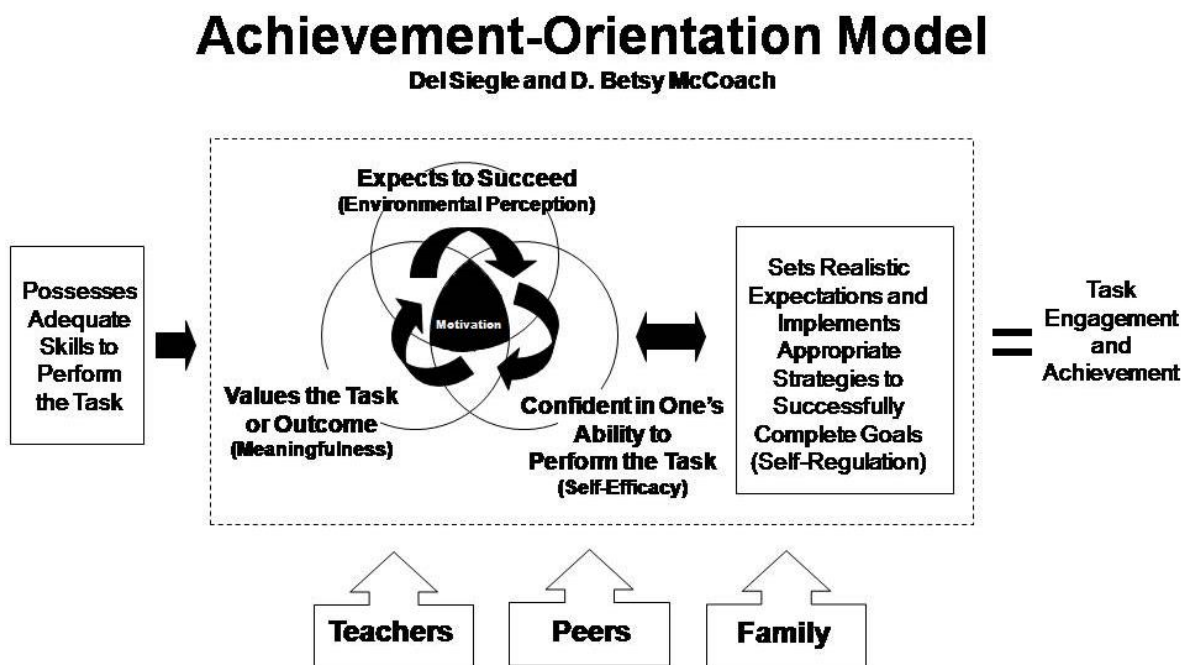 Achievement-Orientation Model
Del Siegle and D. Betsy McCoach
Possesses
Adequate
Skills to
Perform
the Task
Expects to Succeed
(Environmental Perception)
Motivation
Values the Task
or Outcome
(Meaningfulness)
Confident in One's
Ability to
Perform the Task
(Self-Efficacy)
Sets Realistic
Expectations and
Implements
Appropriate
Strategies to
Successfully
Complete Goals
(Self-Regulation)
Task
Engagement
and
Achievement
Teachers
Peers
Family